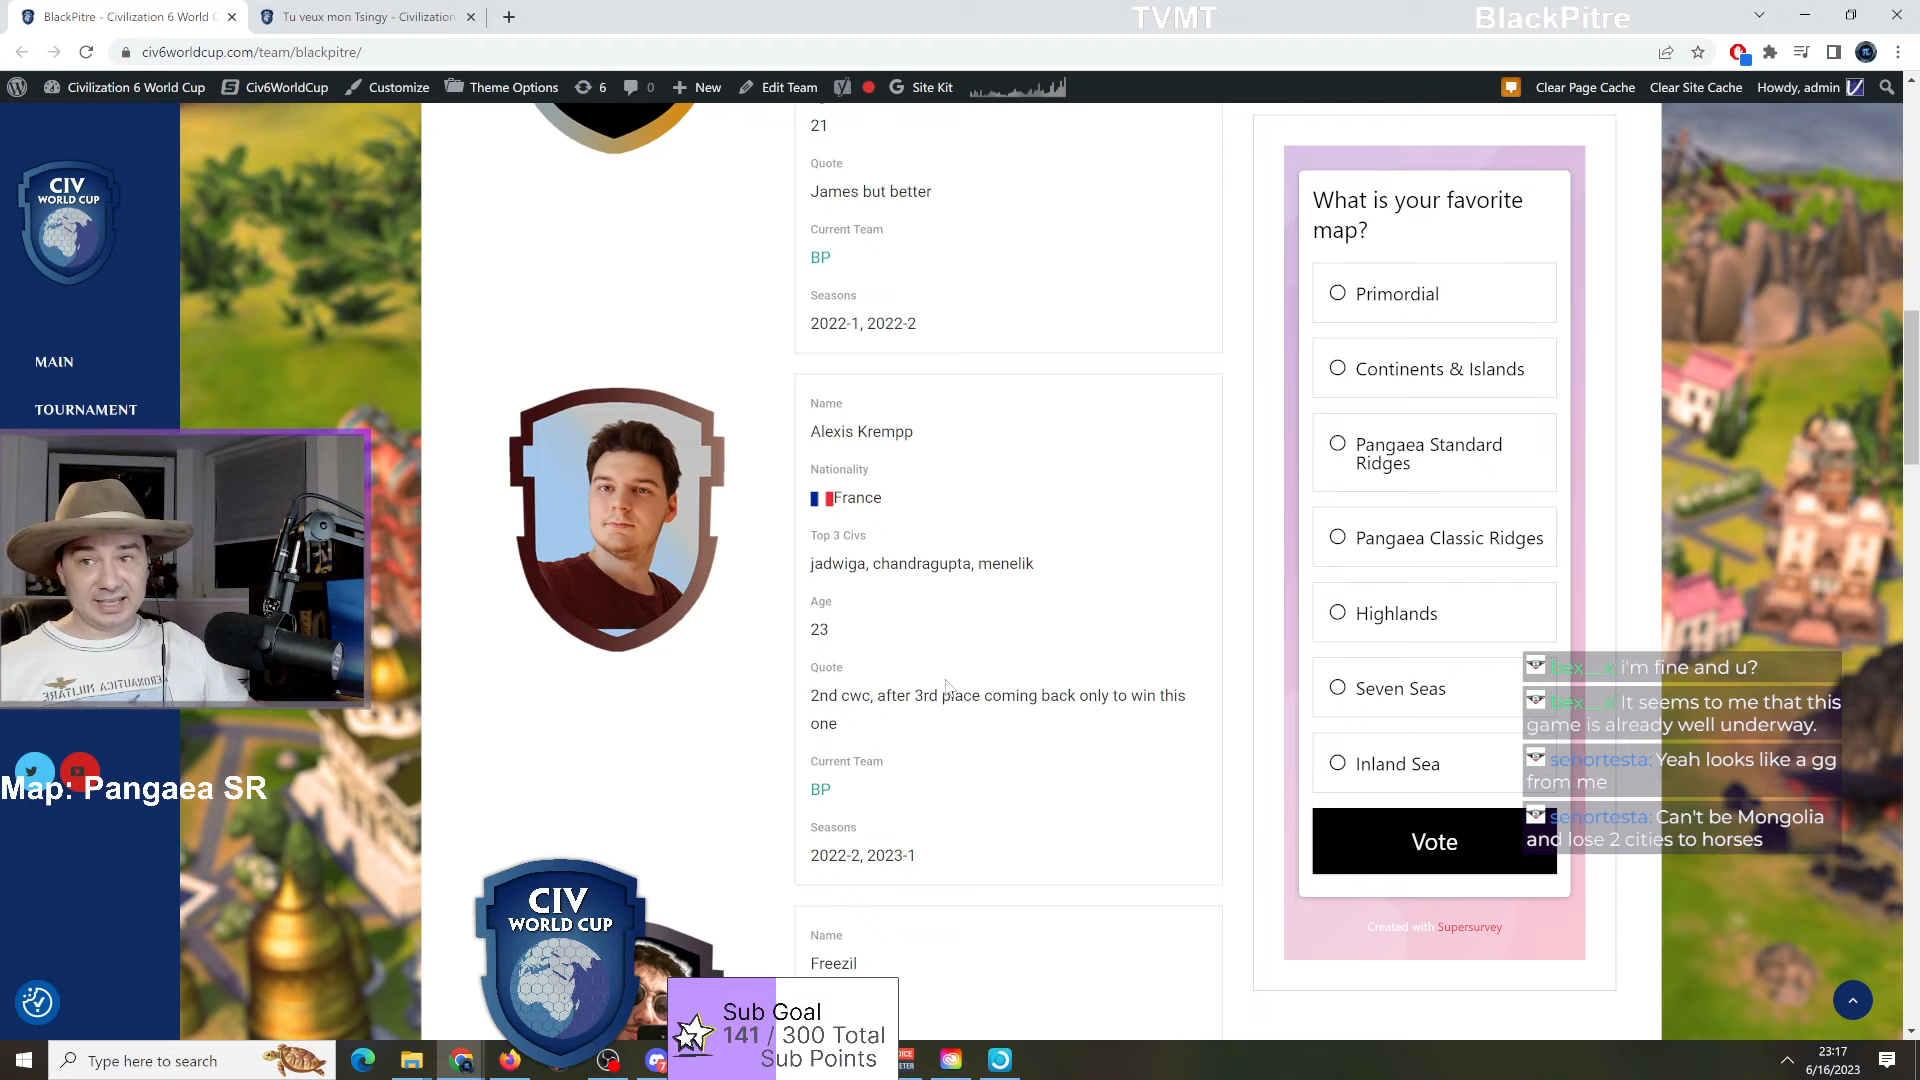 BlackPitre - Civilization 6 World C
Tu veux mon Tsingy - Civilization
TVMT
BlackPitre
civ6worldcup.com/team/blackpitre/
Civilization 6 World Cup
Civ6WorldCup
Customize
Theme Options
6
0
New
Edit Team
Site Kit
Clear Page Cache
Clear Site Cache
Howdy, admin
CIV
WORLD CUP
MAIN
TOURNAMENT
Map: Pangaea SR
21
Quote
James but better
Current Team
BP
Seasons
2022-1, 2022-2
Name
Alexis Krempp
Nationality
France
Top 3 Civs
jadwiga, chandragupta, menelik
Age
23
Quote
2nd cwc, after 3rd place coming back only to win this
one
Current Team
BP
Seasons
2022-2, 2023-1
Name
Freezil
CIV
WORLD CUP
Sub Goal
141 / 300 Total
Sub Points
What is your favorite
map?
Primordial
Continents & Islands
Pangaea Standard
Ridges
Pangaea Classic Ridges
Highlands
Seven Seas
Inland Sea
Vote
Created with Supersurvey
bex__x i'm fine and u?
bex__x It seems to me that this
game is already well underway.
senortesta: Yeah looks like a gg
from me
senortesta: Can't be Mongolia
and lose 2 cities to horses
Type here to search
23:17
6/16/2023